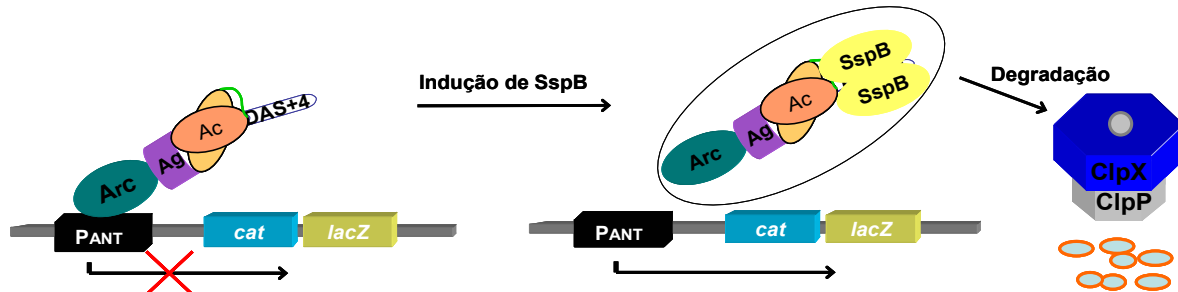 DAS+4
Ac
Ag
Arc
PANT
cat
lacZ
Indução de SspB
SspB
SspB
Ac
Ag
Arc
PANT
cat
lacZ
Degradação
ClpX
ClpP